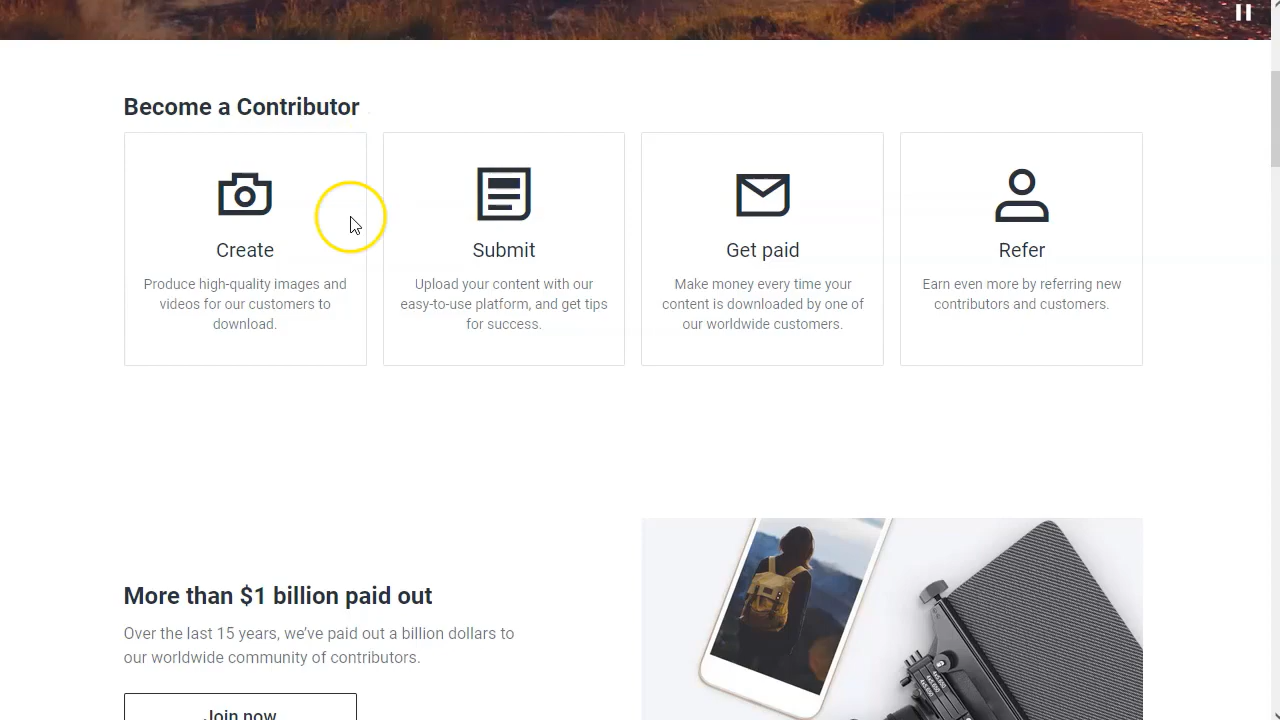 Become a Contributor
Create
Produce high-quality images and
videos for our customers to
download.
Submit
Upload your content with our
easy-to-use platform, and get tips
for success.
Get paid
Make money every time your
content is downloaded by one of
our worldwide customers.
Refer
Earn even more by referring new
contributors and customers.
More than $1 billion paid out
Over the last 15 years, we've paid out a billion dollars to
our worldwide community of contributors.
Join now